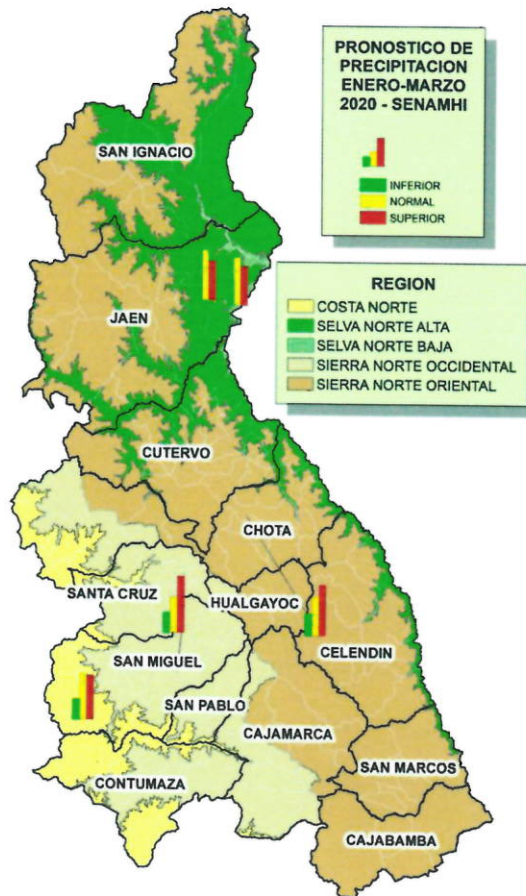 PRONOSTICO DE
PRECIPITACION
ENERO-MARZO
2020 - SENAMHI
INFERIOR
NORMAL
SUPERIOR
REGION
COSTA NORTE
SELVA NORTE ALTA
SELVA NORTE BAJA
SIERRA NORTE OCCIDENTAL
SIERRA NORTE ORIENTAL
SAN IGNACIO
JAEN
CUTERVO
CHOTA
SANTA CRUZ
HUALGAYOC
CELENDIN
SAN MIGUEL
SAN PABLO
CAJAMARCA
SAN MARCOS
CONTUMAZA
CAJABAMBA